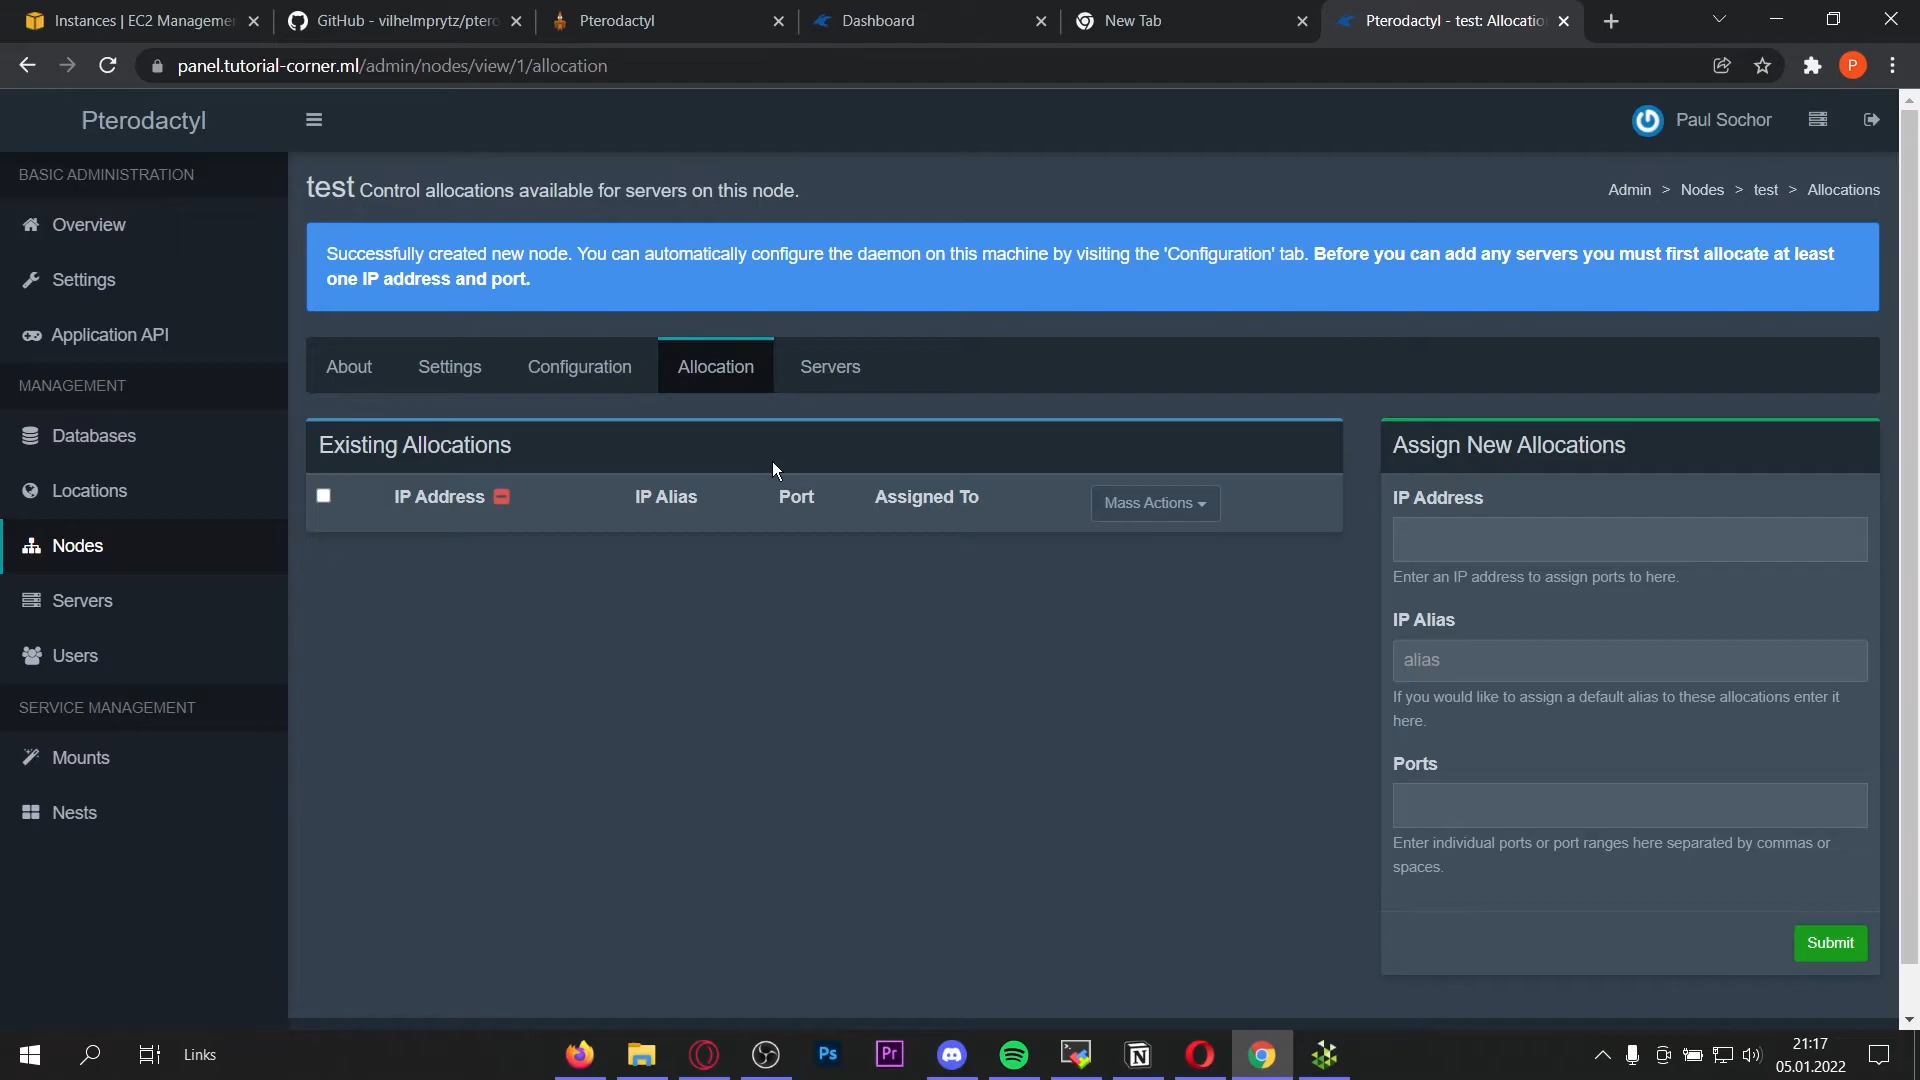 Instances | EC2 Manageme
GitHub - vilhelmprytz/ptero
Pterodactyl
Dashboard
New Tab
Pterodactyl - test: Allocatio
panel.tutorial-corner.ml/admin/nodes/view/1/allocation
P
Pterodactyl
Paul Sochor
BASIC ADMINISTRATION
Overview
Settings
Application API
MANAGEMENT
Databases
Locations
Nodes
Servers
Users
SERVICE MANAGEMENT
Mounts
Nests
test Control allocations available for servers on this node.
Admin > Nodes > test > Allocations
Successfully created new node. You can automatically configure the daemon on this machine by visiting the 'Configuration' tab. Before you can add any servers you must first allocate at least
one IP address and port.
About
Settings
Configuration
Allocation
Servers
Existing Allocations
IP Address
IP Alias
Port
Assigned To
Mass Actions
Assign New Allocations
IP Address
Enter an IP address to assign ports to here.
IP Alias
alias
If you would like to assign a default alias to these allocations enter it
here.
Ports
Enter individual ports or port ranges here separated by commas or
spaces.
Submit
Links
Ps
Pr
21:17
05.01.2022